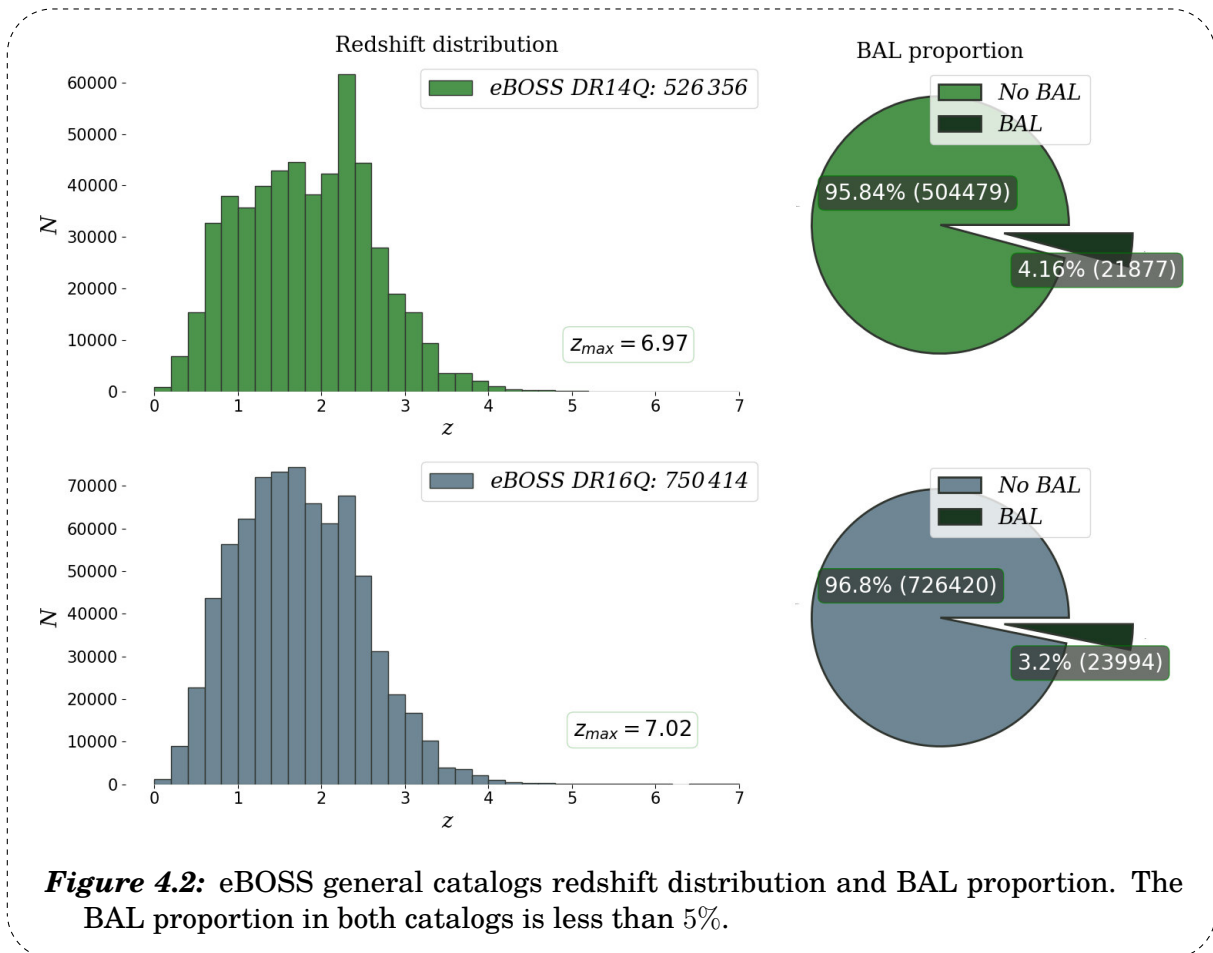 Redshift distribution
60000
50000
40000
30000
20000
10000
0
N
eBOSS DR14Q: 526 356
z_max = 6.97
0 1 2 3 4 5 6 7
z
BAL proportion
No BAL
BAL
95.84% (504479)
4.16% (21877)
70000
60000
50000
40000
30000
20000
10000
0
N
eBOSS DR16Q: 750 414
z_max = 7.02
0 1 2 3 4 5 6 7
z
No BAL
BAL
96.8% (726420)
3.2% (23994)
Figure 4.2: eBOSS general catalogs redshift distribution and BAL proportion. The
BAL proportion in both catalogs is less than 5%.